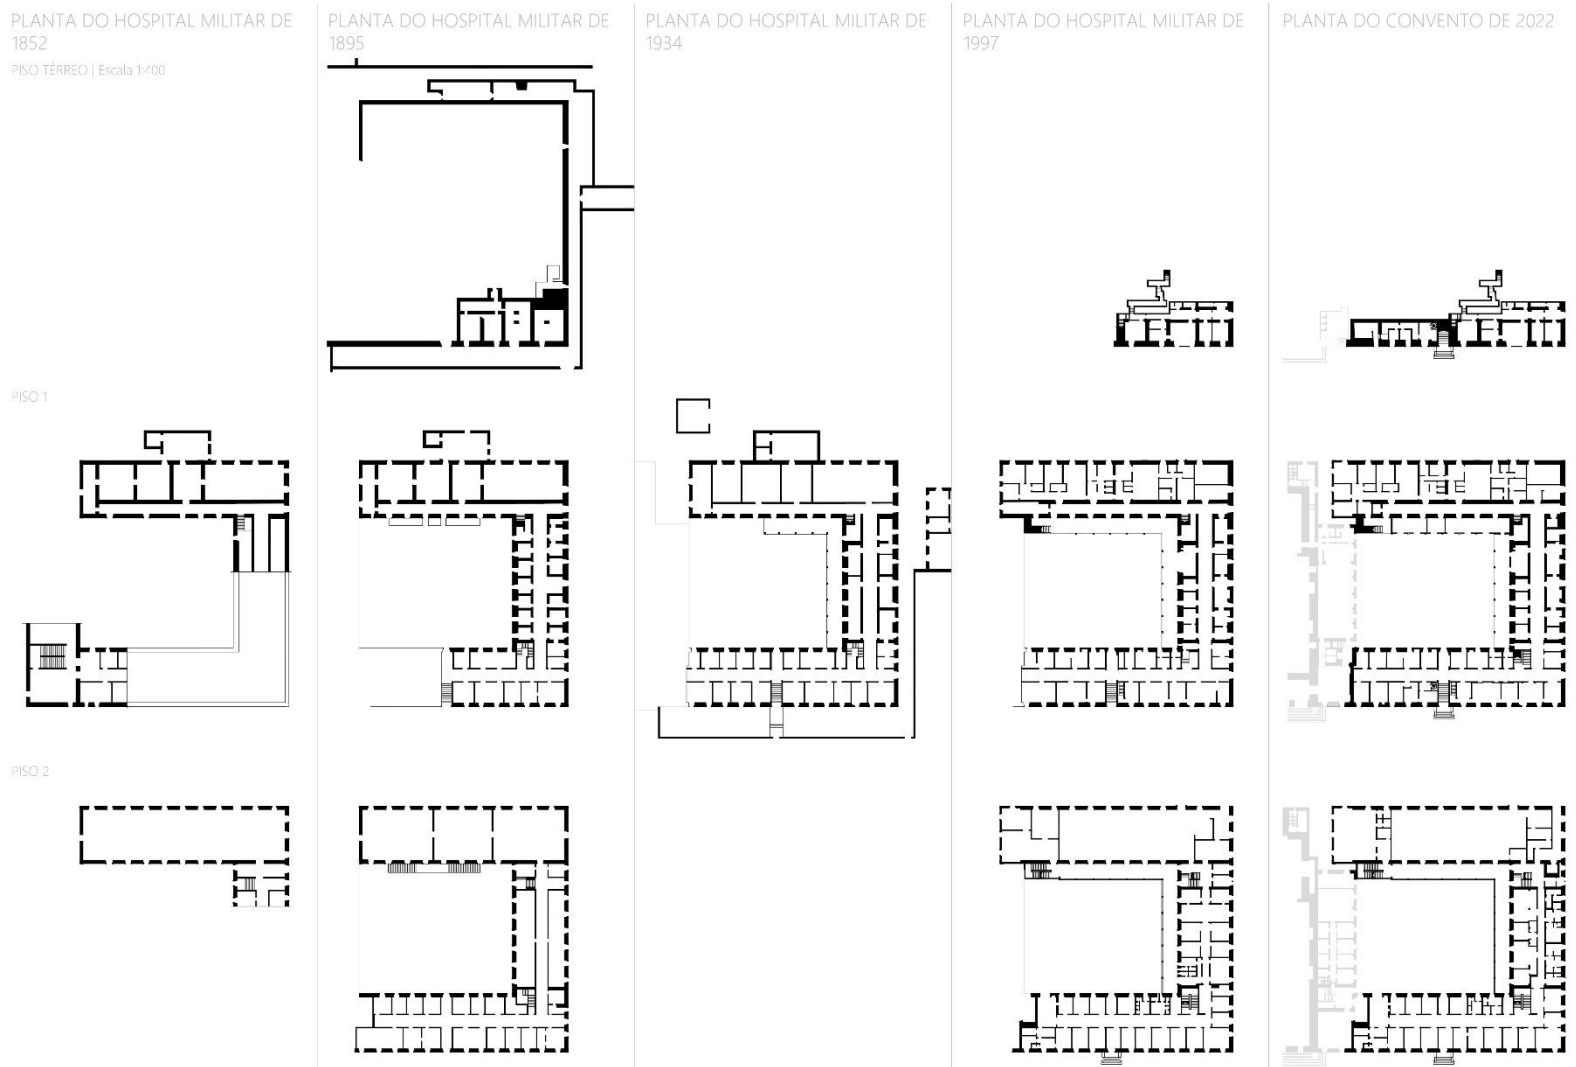 PLANTA DO HOSPITAL MILITAR DE
1852
PISO TÉRREO | Escala 1:400
PLANTA DO HOSPITAL MILITAR DE
1895
PLANTA DO HOSPITAL MILITAR DE
1934
PLANTA DO HOSPITAL MILITAR DE
1997
PLANTA DO CONVENTO DE 2022
PISO 1
PISO 2